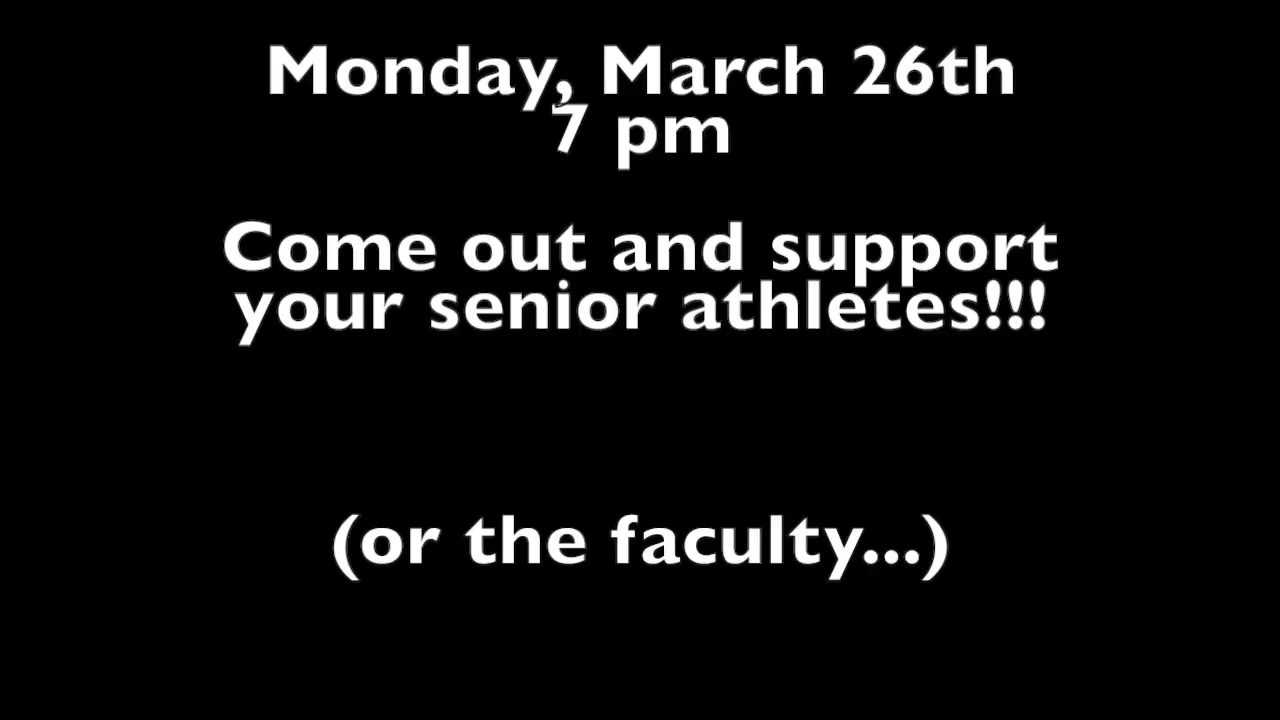 Monday, March 26th
7 pm
Come out and support
your senior athletes!!!
(or the faculty...)